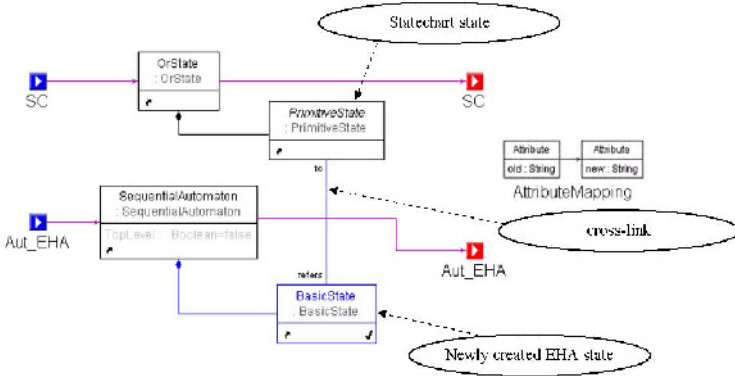 Statechart state
OrState
: OrState
SC
SC
PrimitiveState
: PrimitiveState
to
Attribute
old : String
Attribute
new : String
AttributeMapping
SequentialAutomaton
: SequentialAutomaton
TopLevel : Boolean=false
Aut_EHA
cross-link
Aut_EHA
refers
BasicState
: BasicState
Newly created EHA state